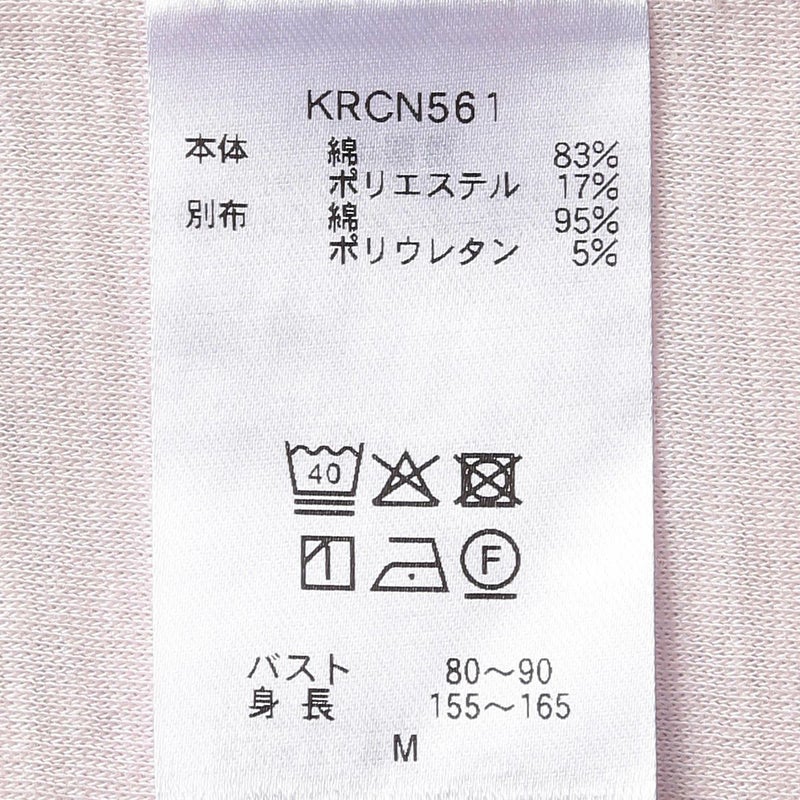 KRCN561
本体 綿 83%
ポリエステル 17%
別布 綿 95%
ポリウレタン 5%
40
F
バスト 80〜90
身長 155〜165
M